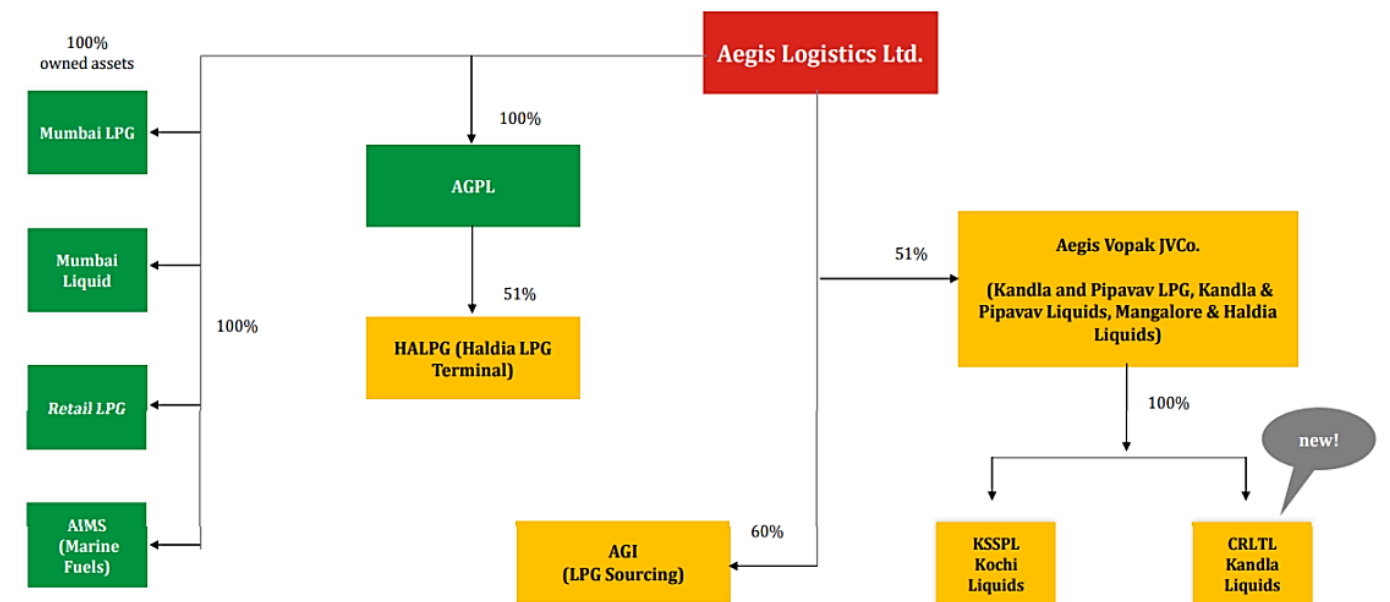 100%
owned assets
Aegis Logistics Ltd.
Mumbai LPG
100%
AGPL
Mumbai
Liquid
51%
Aegis Vopak JVCo.
(Kandla and Pipavav LPG, Kandla &
Pipavav Liquids, Mangalore & Haldia
Liquids)
51%
100%
HALPG (Haldia LPG
Terminal)
Retail LPG
100%
new!
AIMS
(Marine
Fuels)
AGI
(LPG Sourcing)
60%
KSSPL
Kochi
Liquids
CRLTL
Kandla
Liquids